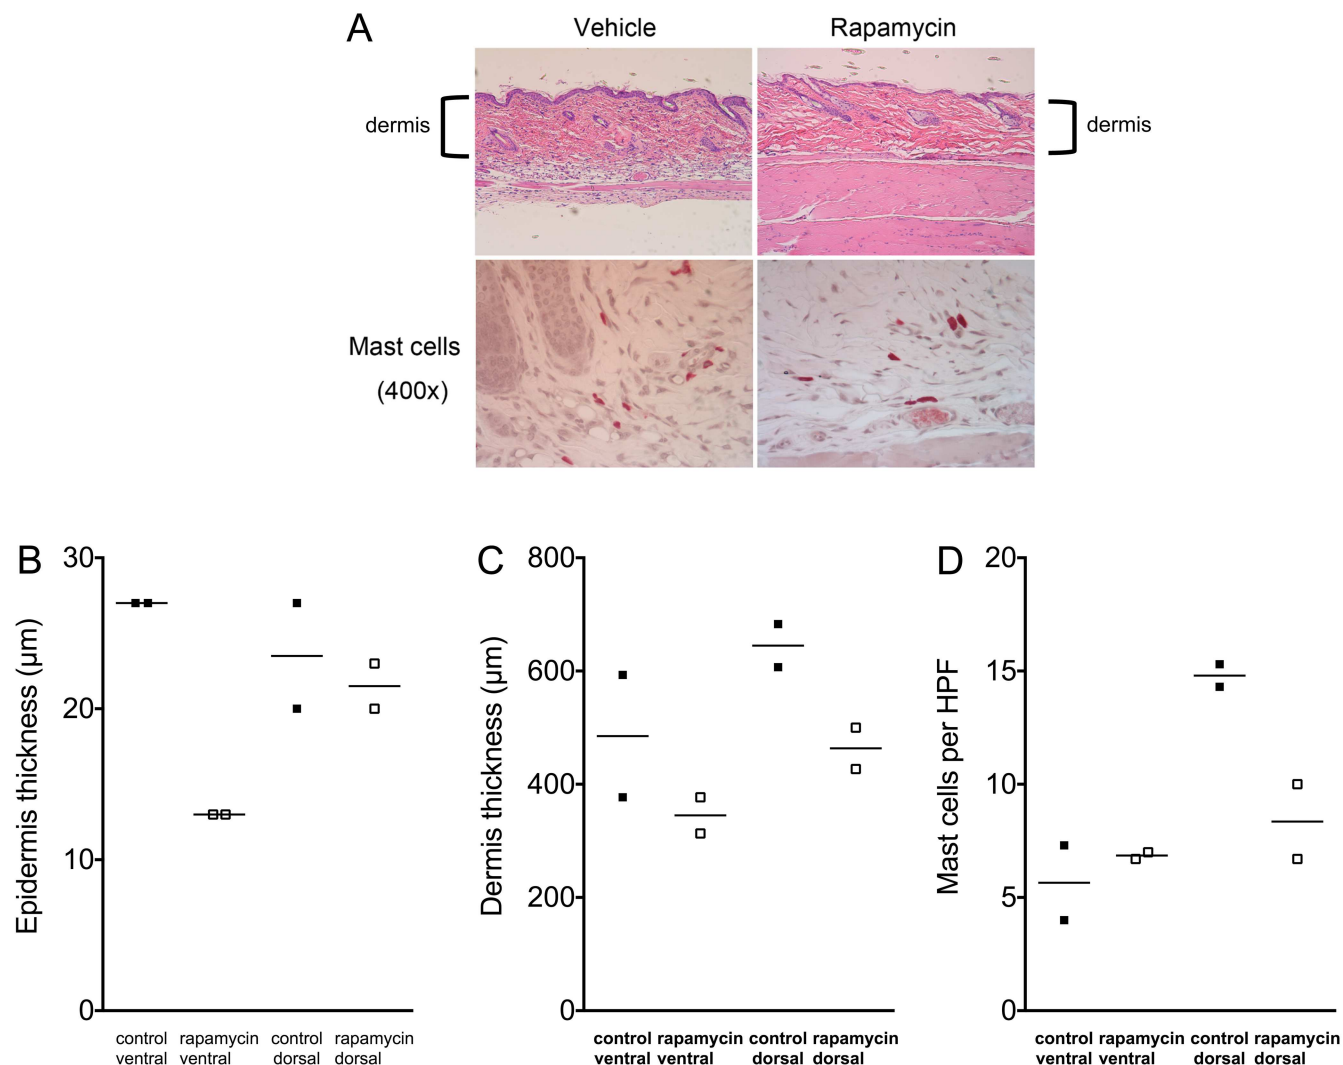 A
Vehicle
Rapamycin
dermis
dermis
Mast cells
(400x)
B
Epidermis thickness (µm)
30
20
10
0
control rapamycin control rapamycin
ventral ventral dorsal dorsal
C
Dermis thickness (µm)
800
600
400
200
0
control rapamycin control rapamycin
ventral ventral dorsal dorsal
D
Mast cells per HPF
20
15
10
5
0
control rapamycin control rapamycin
ventral ventral dorsal dorsal